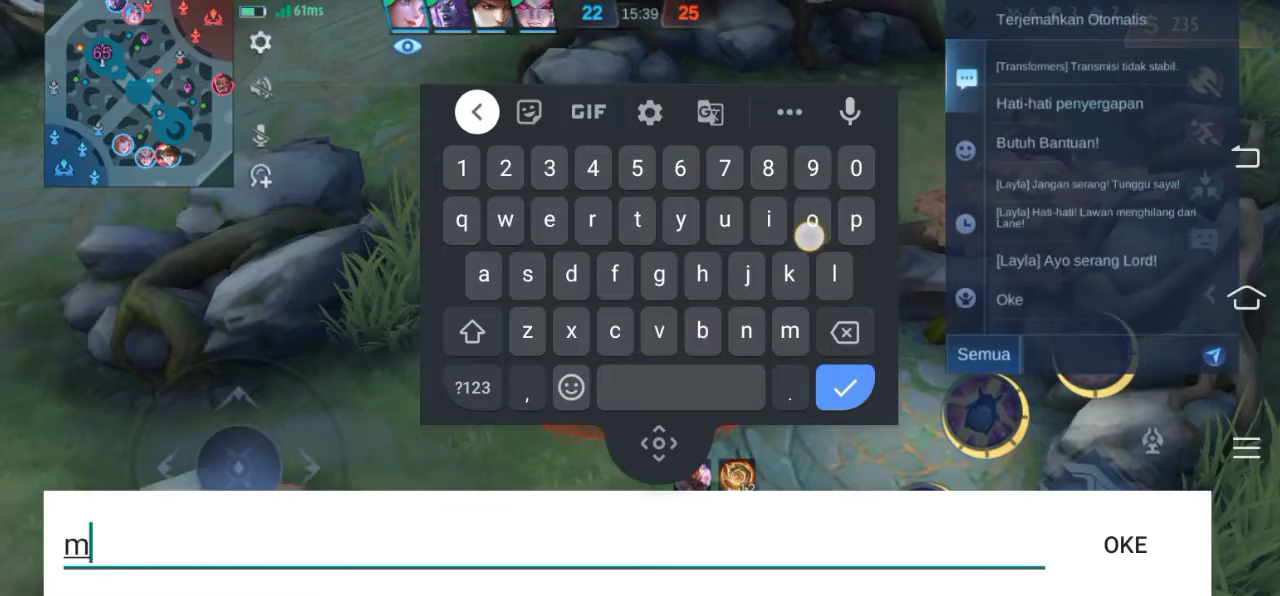 61ms
22 15:39 25
65
Terjemahkan Otomatis
235
[Transformers] Transmisi tidak stabil.
Hati-hati penyergapan
Butuh Bantuan!
[Layla] Jangan serang! Tunggu saya!
[Layla] Hati-hati! Lawan menghilang dari
Lane!
[Layla] Ayo serang Lord!
Oke
Semua
GIF
1 2 3 4 5 6 7 8 9 0
q w e r t y u i o p
a s d f g h j k l
z x c v b n m
?123 , .
m
OKE